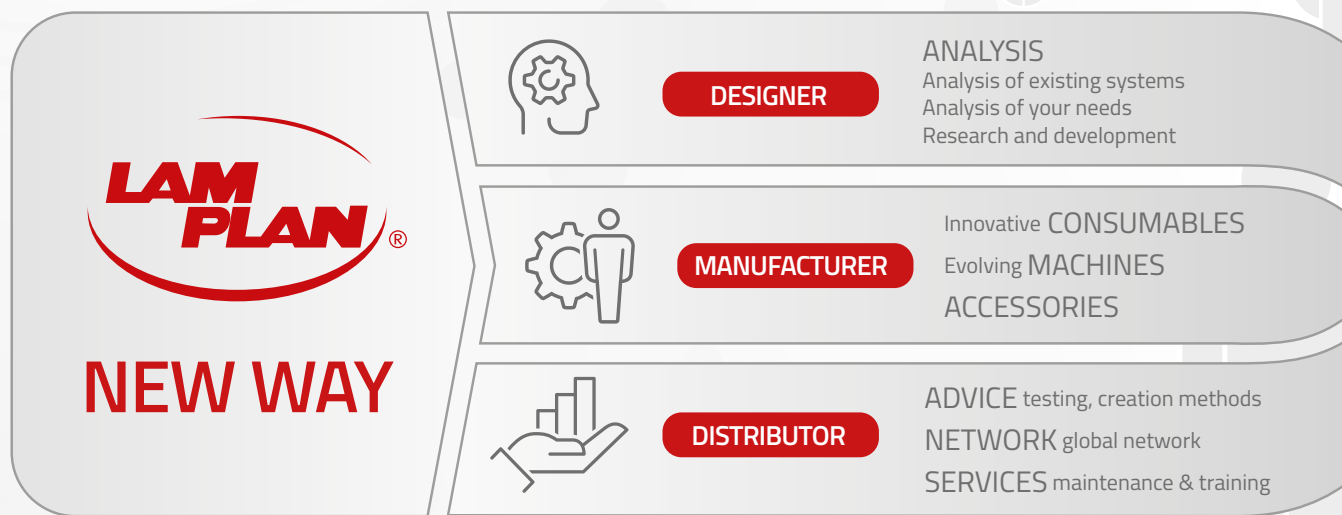 LAM
PLAN®
NEW WAY
DESIGNER
ANALYSIS
Analysis of existing systems
Analysis of your needs
Research and development
MANUFACTURER
Innovative CONSUMABLES
Evolving MACHINES
ACCESSORIES
DISTRIBUTOR
ADVICE testing, creation methods
NETWORK global network
SERVICES maintenance & training